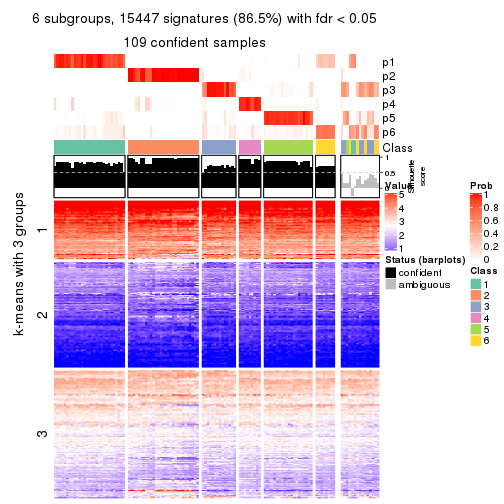 6 subgroups, 15447 signatures (86.5%) with fdr < 0.05
109 confident samples
p1
p2
p3
p4
p5
p6
Class
1
0.5
0
Silhouette
score
k-means with 3 groups
1
2
3
Value
5
4
3
2
1
Status (barplots)
confident
ambiguous
Prob
1
0.8
0.6
0.4
0.2
0
Class
1
2
3
4
5
6